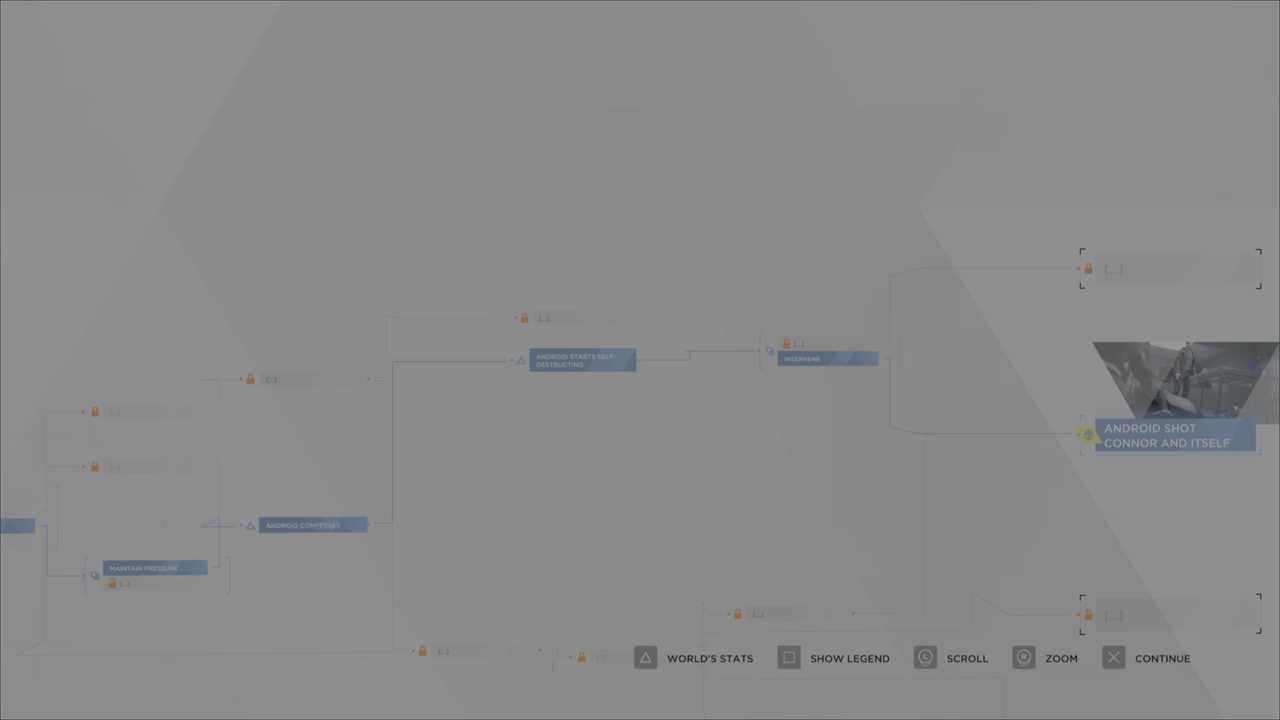 [...]
[...]
ANDROID STARTS SELF-
DESTRUCTING
[...]
INTERVENE
[...]
[...]
ANDROID SHOT
CONNOR AND ITSELF
[...]
ANDROID CONFESSES
MAINTAIN PRESSURE
[...]
[...]
[...]
[...]
[...]
WORLD'S STATS
SHOW LEGEND
L
SCROLL
R
ZOOM
CONTINUE